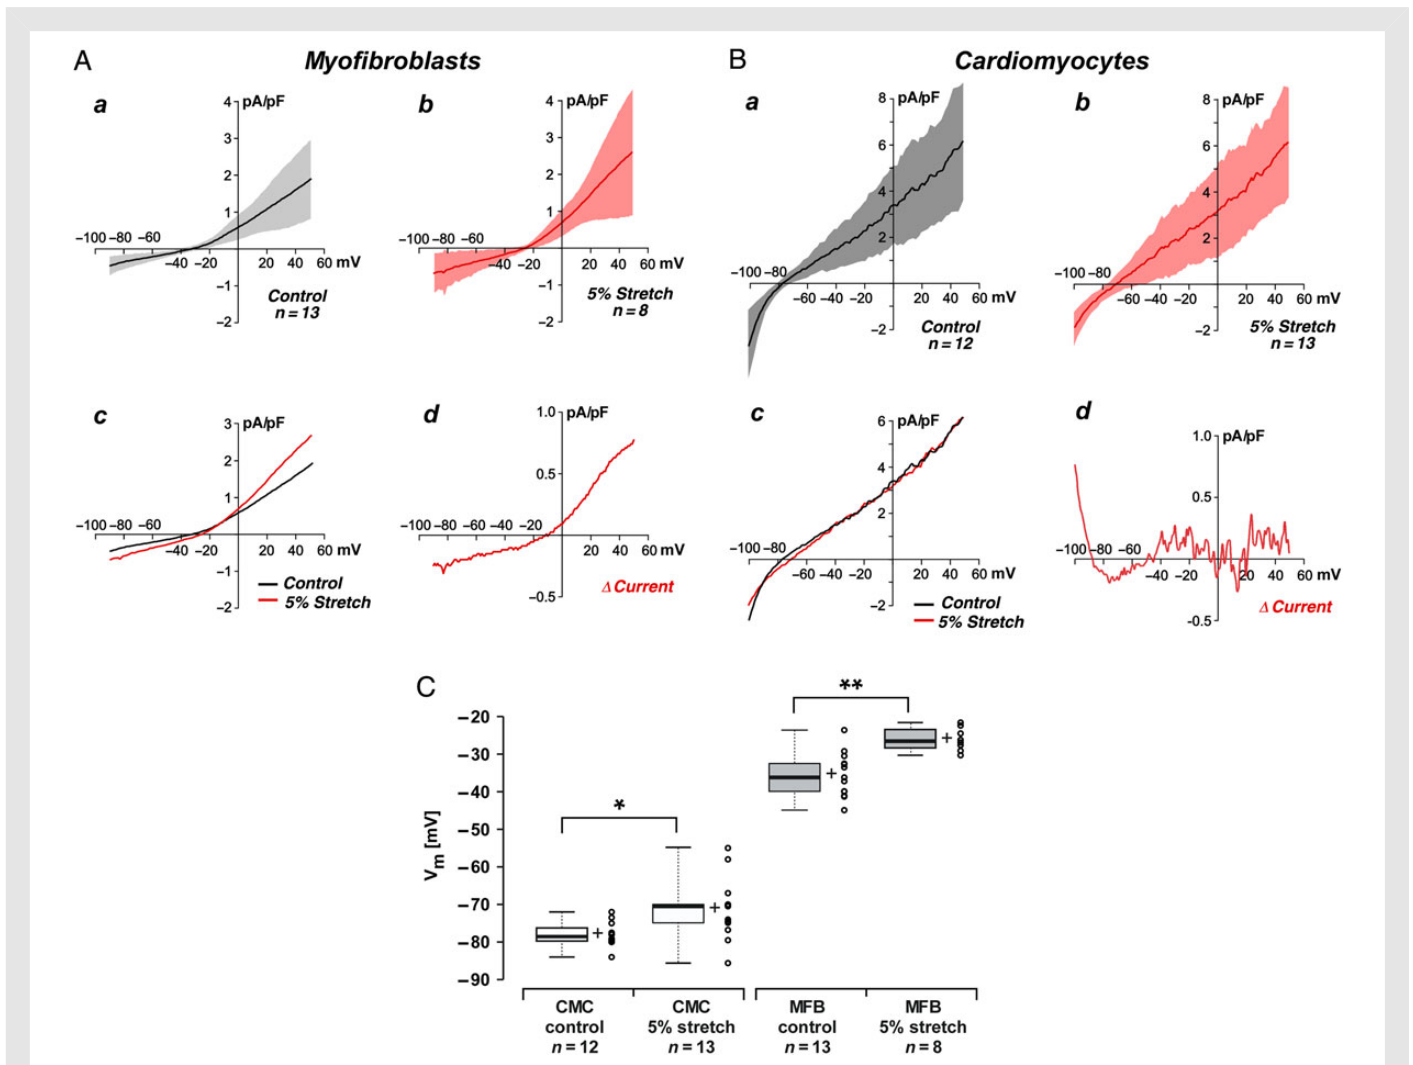 A Myofibroblasts
B Cardiomyocytes
a
pA/pF
4
3
2
1
−100 −80 −60
−40 −20 20 40 60 mV
−1
−2
Control
n = 13
b
pA/pF
4
3
2
1
−100 −80 −60
−40 −20 20 40 60 mV
−1
−2
5% Stretch
n = 8
a
pA/pF
8
6
4
2
−100 −80
−60 −40 −20 20 40 60 mV
−2
Control
n = 12
b
pA/pF
8
6
4
2
−100 80
−60 −40 −20 20 40 60 mV
−2
5% Stretch
n = 13
c
pA/pF
3
2
1
−100 −80 −60
−40 −20 20 40 60 mV
−1
−2
Control
5% Stretch
d
1.0 pA/pF
0.5
−100 −80 −60 −40 −20
20 40 60 mV
−0.5
Δ Current
c
6 pA/pF
4
2
−100 −80
−60 −40 −20 20 40 60 mV
−2
Control
5% Stretch
d
1.0 pA/pF
0.5
−100 −80 −60
−40 −20 20 40 60 mV
−0.5
Δ Current
C
Vm [mV]
−20
−30
−40
−50
−60
−70
−80
−90
*
**
CMC
control
n = 12
CMC
5% stretch
n = 13
MFB
control
n = 13
MFB
5% stretch
n = 8